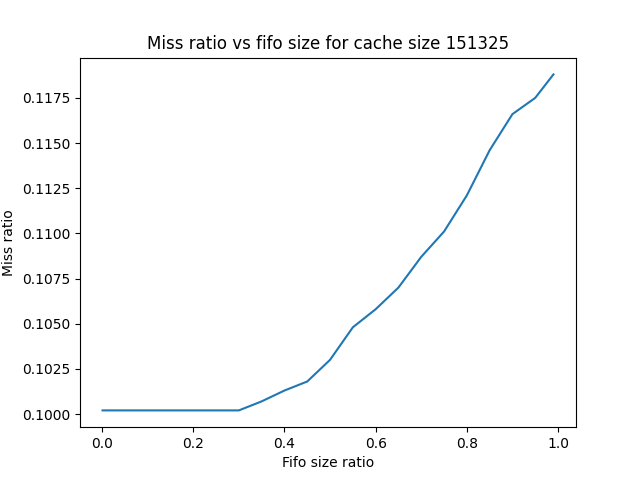 Miss ratio vs fifo size for cache size 151325
0.1175
0.1150
0.1125
0.1100
0.1075
0.1050
0.1025
0.1000
Miss ratio
0.0 0.2 0.4 0.6 0.8 1.0
Fifo size ratio